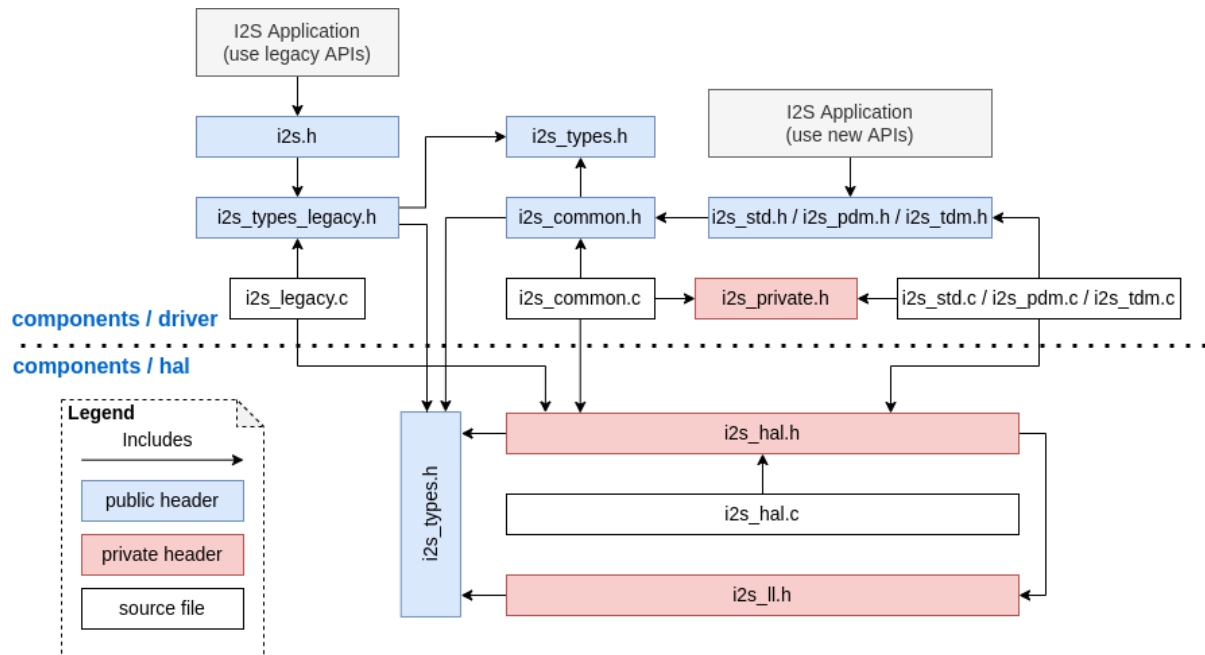 I2S Application
(use legacy APIs)
i2s.h
i2s_types.h
I2S Application
(use new APIs)
i2s_types_legacy.h
i2s_common.h
i2s_std.h / i2s_pdm.h / i2s_tdm.h
i2s_legacy.c
i2s_common.c
i2s_private.h
i2s_std.c / i2s_pdm.c / i2s_tdm.c
components / driver
components / hal
Legend
Includes
public header
private header
source file
i2s_types.h
i2s_hal.h
i2s_hal.c
i2s_ll.h